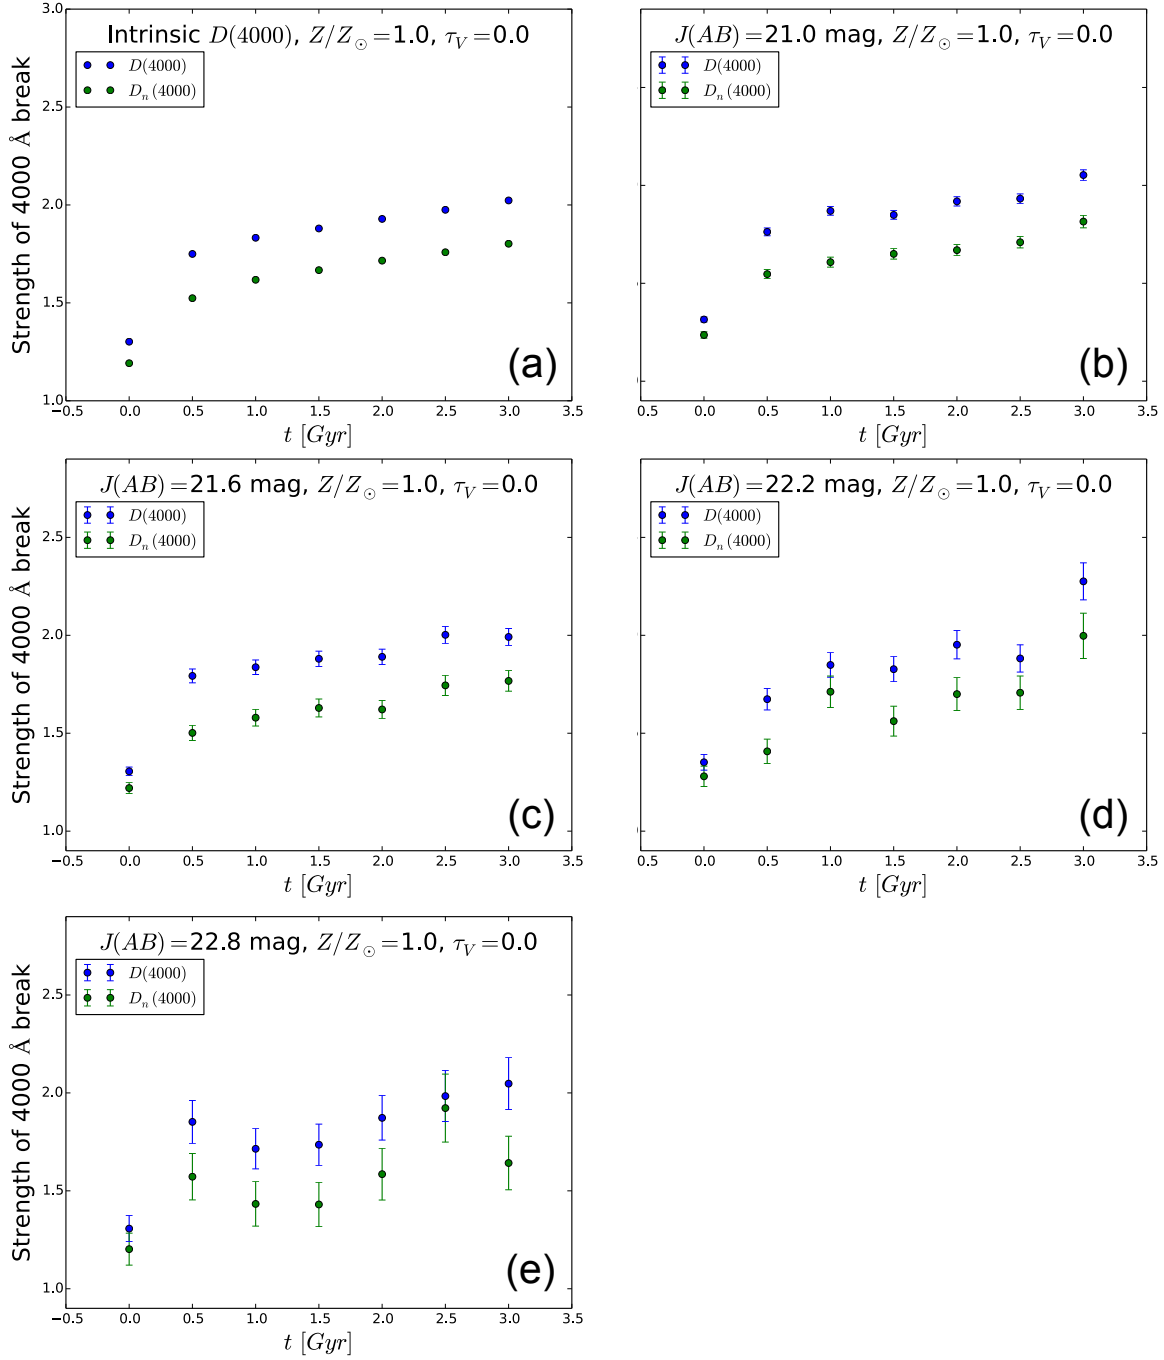 Intrinsic D(4000), Z/Z⊙=1.0, τV=0.0
D(4000)
Dn(4000)
Strength of 4000 Å break
3.0
2.5
2.0
1.5
1.0
(a)
−0.5 0.0 0.5 1.0 1.5 2.0 2.5 3.0 3.5
t [Gyr]
J(AB)=21.0 mag, Z/Z⊙=1.0, τV=0.0
D(4000)
Dn(4000)
(b)
0.5 0.0 0.5 1.0 1.5 2.0 2.5 3.0 3.5
t [Gyr]
J(AB)=21.6 mag, Z/Z⊙=1.0, τV=0.0
D(4000)
Dn(4000)
Strength of 4000 Å break
2.5
2.0
1.5
1.0
(c)
−0.5 0.0 0.5 1.0 1.5 2.0 2.5 3.0 3.5
t [Gyr]
J(AB)=22.2 mag, Z/Z⊙=1.0, τV=0.0
D(4000)
Dn(4000)
(d)
0.5 0.0 0.5 1.0 1.5 2.0 2.5 3.0 3.5
t [Gyr]
J(AB)=22.8 mag, Z/Z⊙=1.0, τV=0.0
D(4000)
Dn(4000)
Strength of 4000 Å break
2.5
2.0
1.5
1.0
(e)
−0.5 0.0 0.5 1.0 1.5 2.0 2.5 3.0 3.5
t [Gyr]